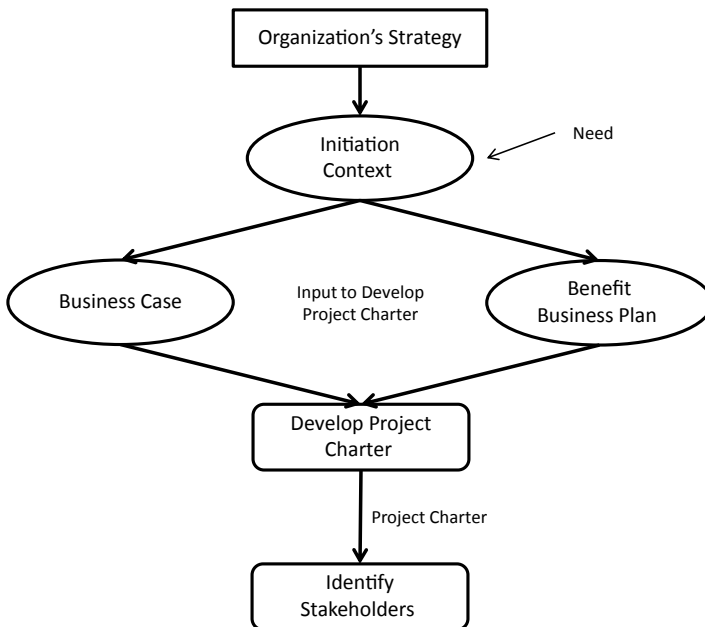 Organization's Strategy
Initiation
Context
Need
Business Case
Input to Develop
Project Charter
Benefit
Business Plan
Develop Project
Charter
Project Charter
Identify
Stakeholders